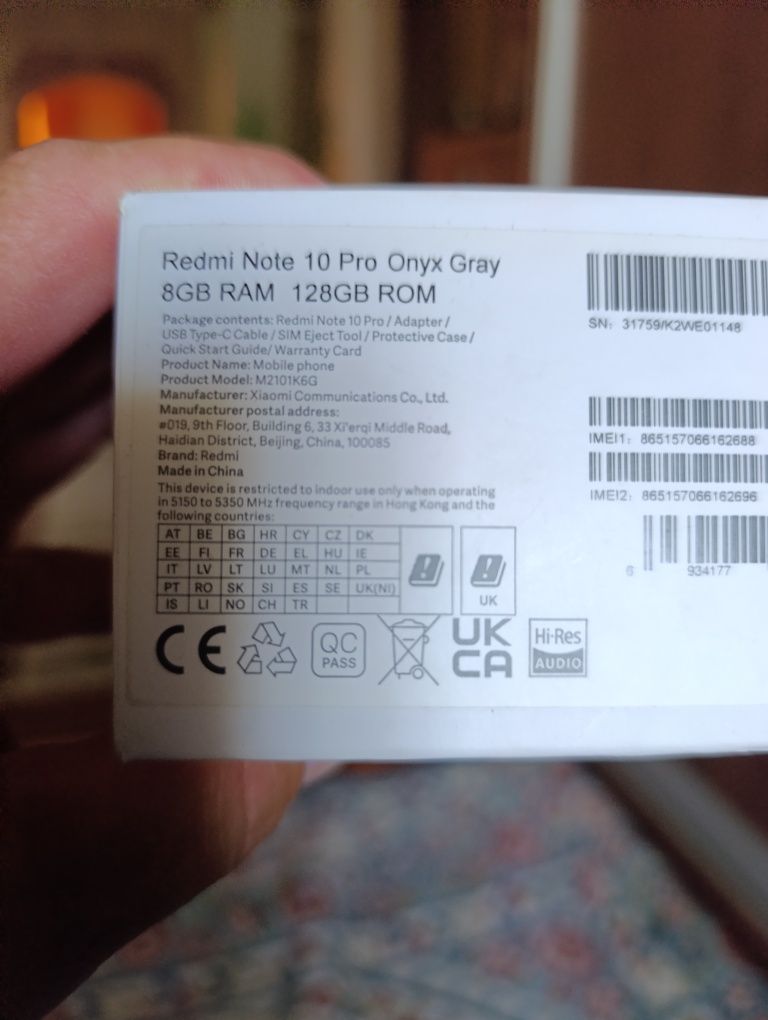 Redmi Note 10 Pro Onyx Gray
8GB RAM 128GB ROM
Package contents: Redmi Note 10 Pro / Adapter /
USB Type-C Cable / SIM Eject Tool / Protective Case /
Quick Start Guide/ Warranty Card
Product Name: Mobile phone
Product Model: M2101K6G
Manufacturer: Xiaomi Communications Co., Ltd.
Manufacturer postal address:
#019, 9th Floor, Building 6, 33 Xi'erqi Middle Road,
Haidian District, Beijing, China, 100085
Brand: Redmi
Made in China
This device is restricted to indoor use only when operating
in 5150 to 5350 MHz frequency range in Hong Kong and the
following countries:
AT BE BG HR CY CZ DK
EE FI FR DE EL HU IE
IT LV LT LU MT NL PL
PT RO SK SI ES SE UK(NI)
IS LI NO CH TR
UK
CE
QC
PASS
UK
CA
Hi-Res
AUDIO
SN: 31759/K2WE01148
IMEI1: 865157066162688
IMEI2: 865157066162696
6 934177